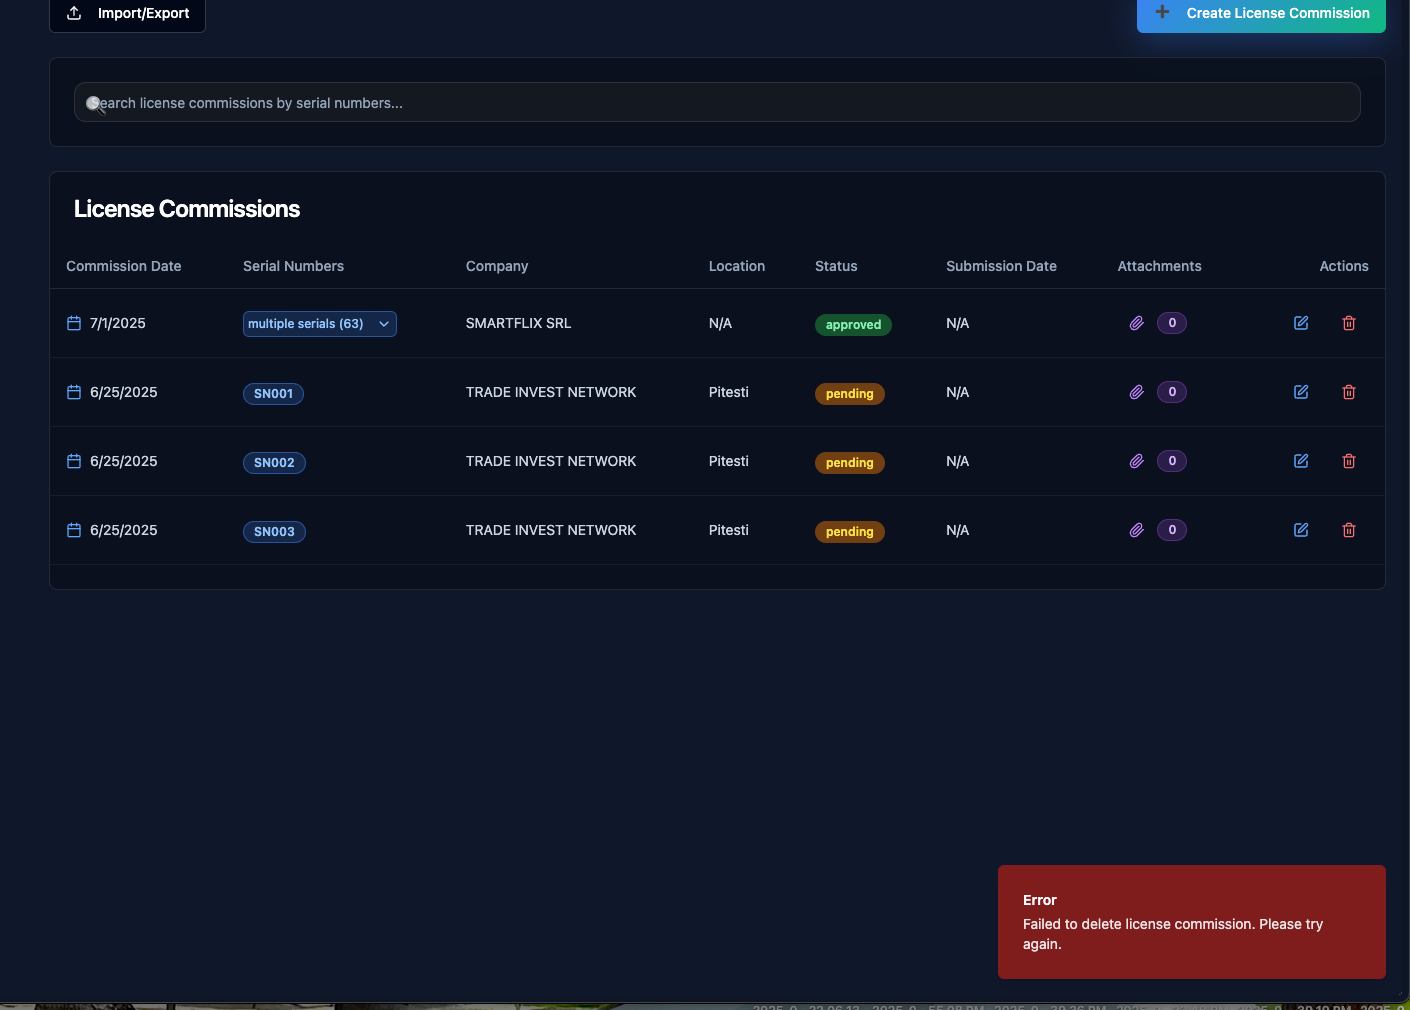 Import/Export
Create License Commission
Search license commissions by serial numbers...
License Commissions
Commission Date Serial Numbers Company Location Status Submission Date Attachments Actions
7/1/2025 multiple serials (63) SMARTFLIX SRL N/A approved N/A 0
6/25/2025 SN001 TRADE INVEST NETWORK Pitesti pending N/A 0
6/25/2025 SN002 TRADE INVEST NETWORK Pitesti pending N/A 0
6/25/2025 SN003 TRADE INVEST NETWORK Pitesti pending N/A 0
Error
Failed to delete license commission. Please try
again.